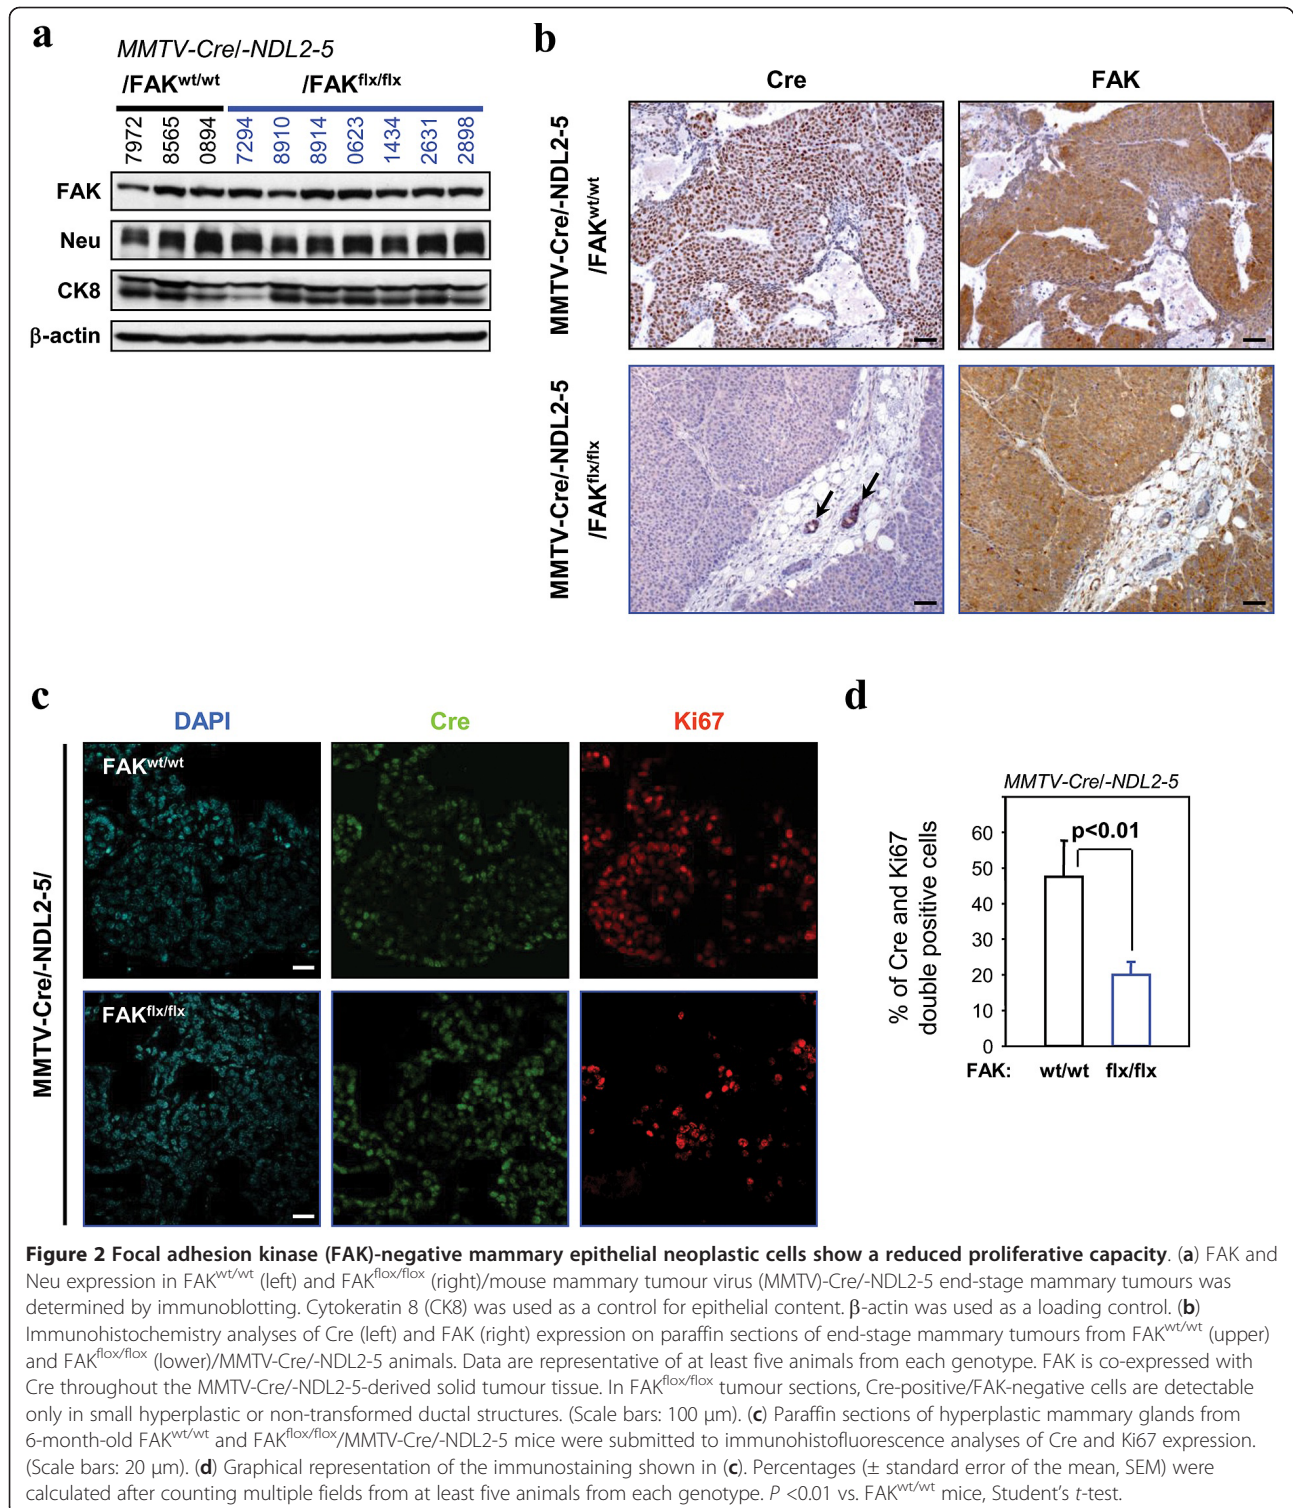 a
MMTV-Cre/-NDL2-5
/FAKwt/wt /FAKflx/flx
7972 8565 0894 7294 8910 8914 0623 1434 2631 2898
FAK
Neu
CK8
β-actin
b
Cre FAK
MMTV-Cre/-NDL2-5
/FAKwt/wt
MMTV-Cre/-NDL2-5
/FAKflx/flx
c
DAPI Cre Ki67
MMTV-Cre/-NDL2-5/
FAKwt/wt
FAKflx/flx
d
MMTV-Cre/-NDL2-5
% of Cre and Ki67
double positive cells
60
50
40
30
20
10
0
p<0.01
FAK: wt/wt flx/flx
Figure 2 Focal adhesion kinase (FAK)-negative mammary epithelial neoplastic cells show a reduced proliferative capacity. (a) FAK and
Neu expression in FAKwt/wt (left) and FAKflox/flox (right)/mouse mammary tumour virus (MMTV)-Cre/-NDL2-5 end-stage mammary tumours was
determined by immunoblotting. Cytokeratin 8 (CK8) was used as a control for epithelial content. β-actin was used as a loading control. (b)
Immunohistochemistry analyses of Cre (left) and FAK (right) expression on paraffin sections of end-stage mammary tumours from FAKwt/wt (upper)
and FAKflox/flox (lower)/MMTV-Cre/-NDL2-5 animals. Data are representative of at least five animals from each genotype. FAK is co-expressed with
Cre throughout the MMTV-Cre/-NDL2-5-derived solid tumour tissue. In FAKflox/flox tumour sections, Cre-positive/FAK-negative cells are detectable
only in small hyperplastic or non-transformed ductal structures. (Scale bars: 100 μm). (c) Paraffin sections of hyperplastic mammary glands from
6-month-old FAKwt/wt and FAKflox/flox/MMTV-Cre/-NDL2-5 mice were submitted to immunohistofluorescence analyses of Cre and Ki67 expression.
(Scale bars: 20 μm). (d) Graphical representation of the immunostaining shown in (c). Percentages (± standard error of the mean, SEM) were
calculated after counting multiple fields from at least five animals from each genotype. P <0.01 vs. FAKwt/wt mice, Student's t-test.